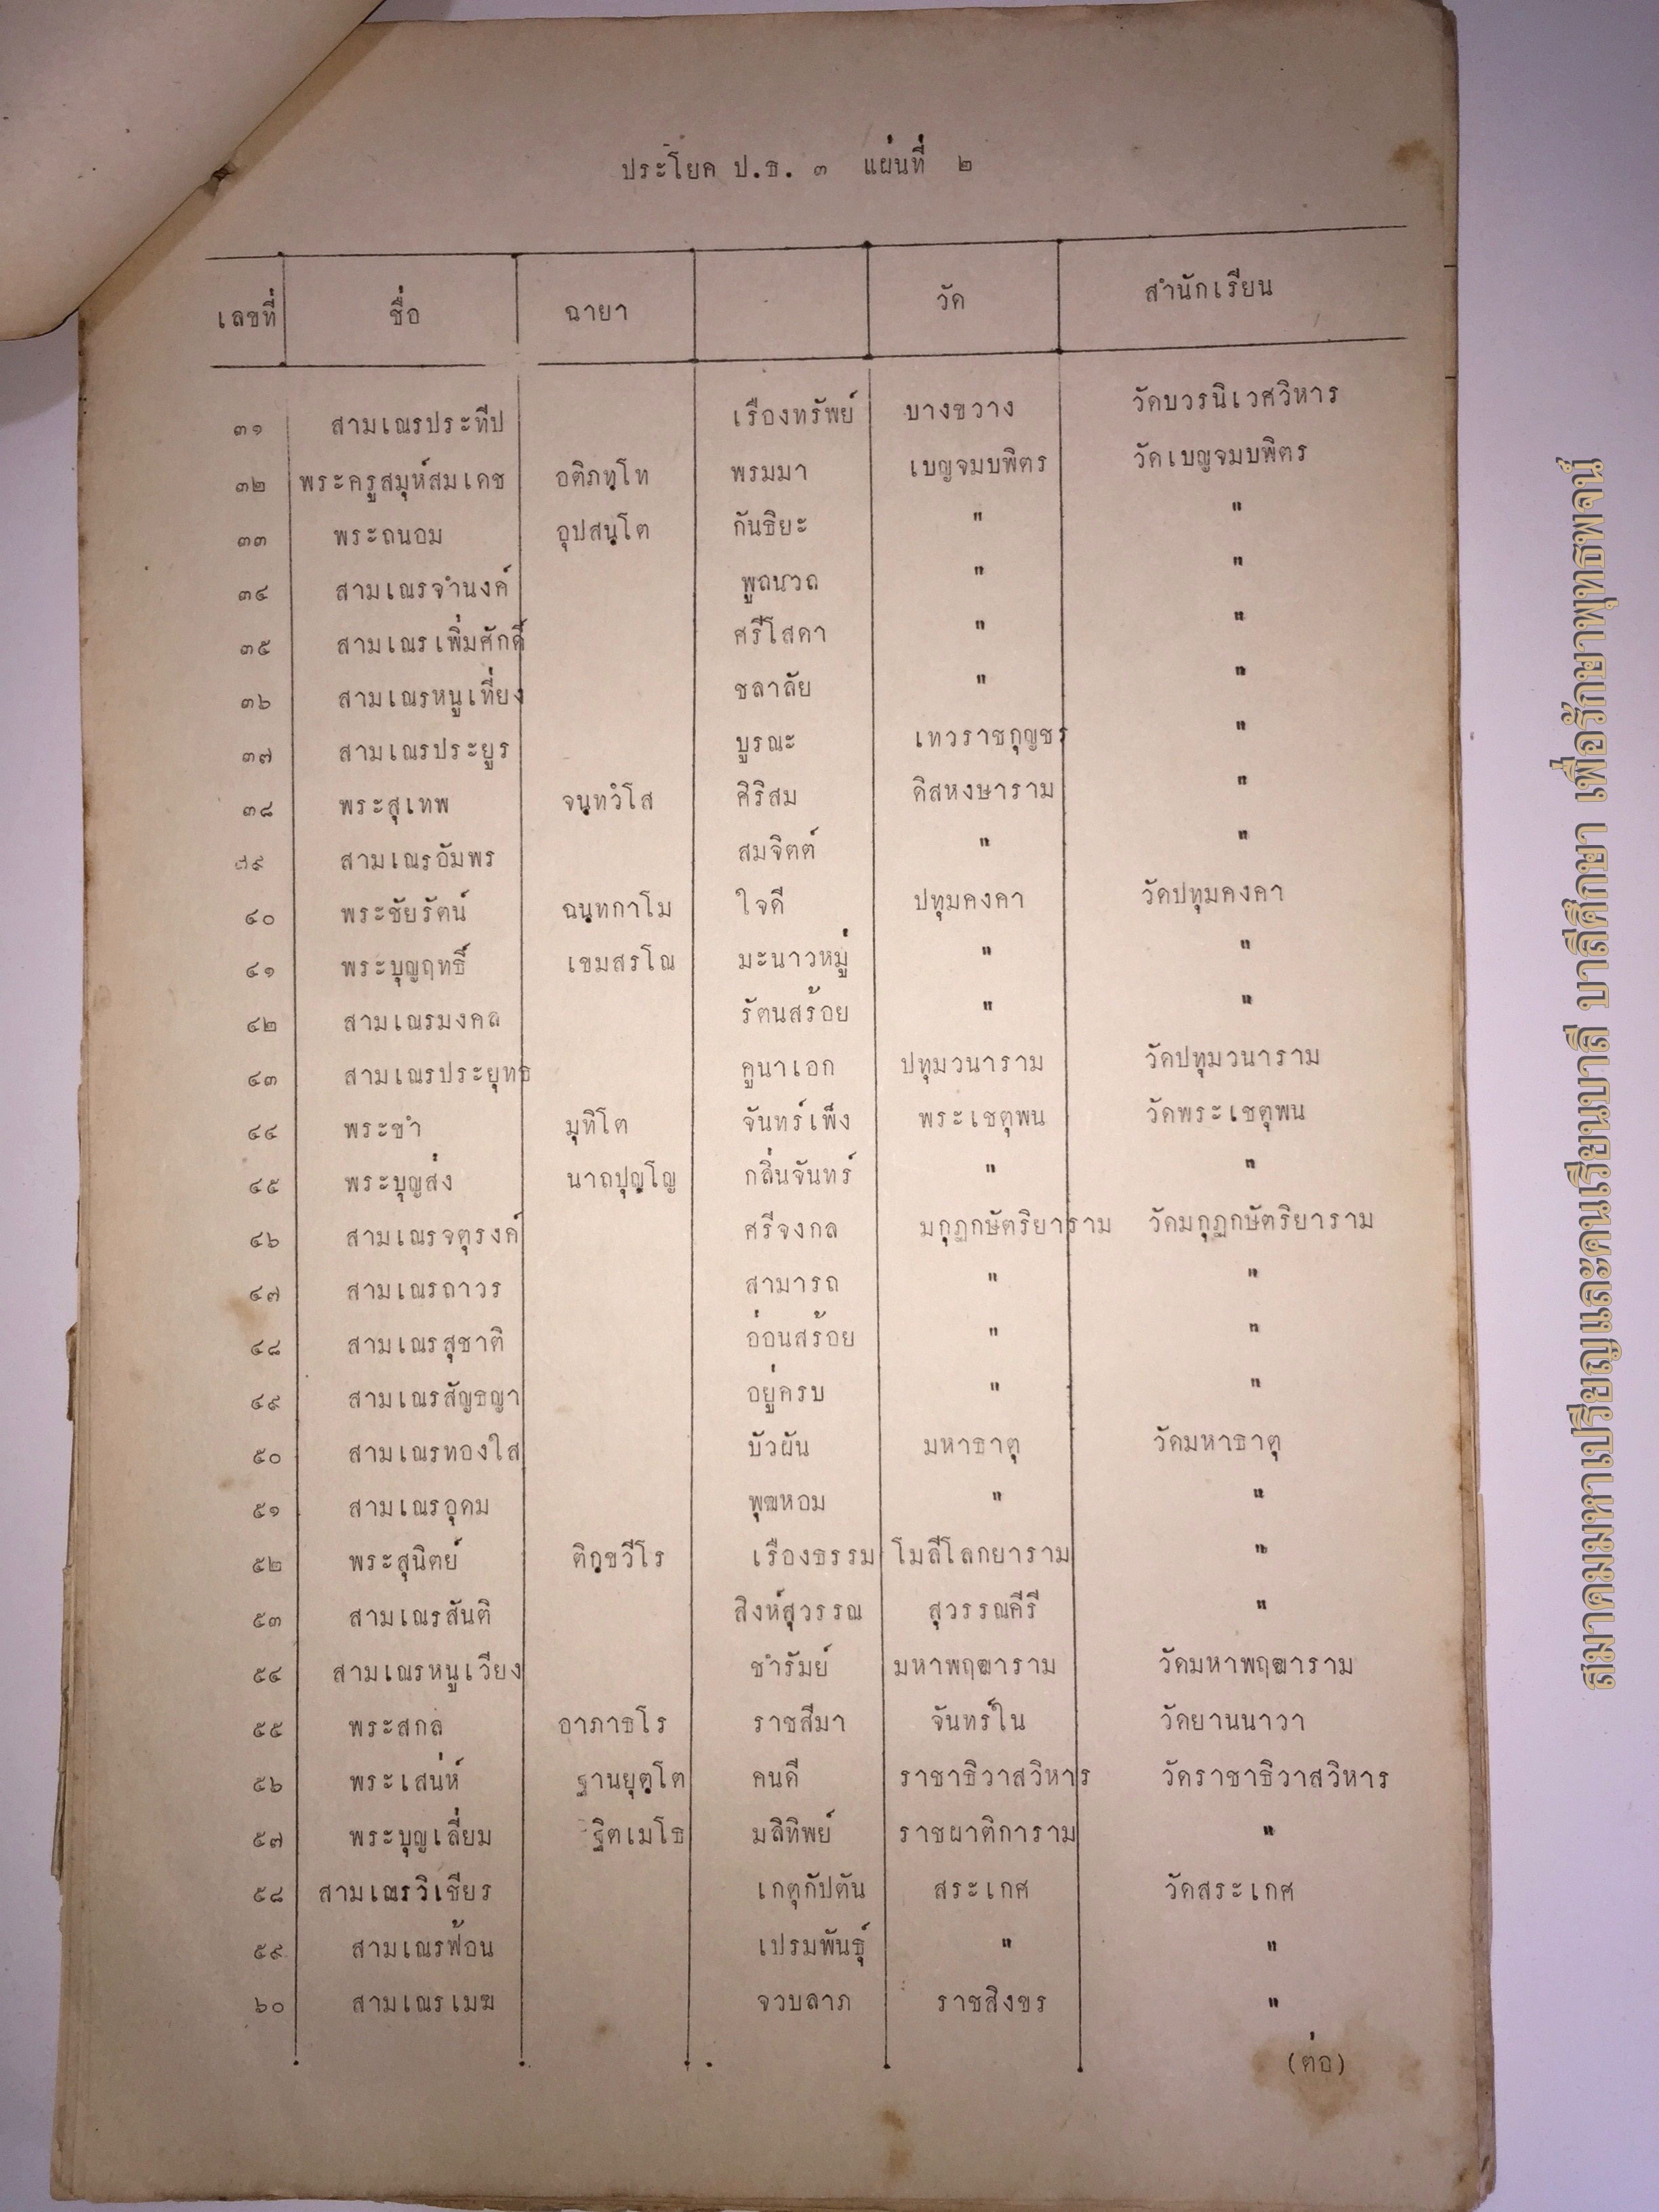 ประโยค ป.ธ. ๓ แผ่นที่ ๒
เลขที่ ชื่อ ฉายา วัด สำนักเรียน
๓๑ สามเณรประทีป เรืองทรัพย์ บางขวาง วัดบวรนิเวศวิหาร
๓๒ พระครูสมุห์สมเดช อติภทฺโท พรมมา เบญจมบพิตร วัดเบญจมบพิตร
๓๓ พระถนอม อุปสนฺโต กันธิยะ " "
๓๔ สามเณรจำนงค์ พูถนวถ " "
๓๕ สามเณรเพิ่มศักดิ์ ศรีโสดา " "
๓๖ สามเณรหนูเที่ยง ชลาลัย " "
๓๗ สามเณรประยูร บูรณะ เทวราชกุญชร "
๓๘ พระสุเทพ จนฺทวํโส ศิริสม ดิสหงษาราม "
๓๙ สามเณรอัมพร สมจิตต์ " "
๔๐ พระชัยรัตน์ ฉนฺทกาโม ใจดี ปทุมคงคา วัดปทุมคงคา
๔๑ พระบุญฤทธิ์ เขมสรโณ มะนาวหมู่ " "
๔๒ สามเณรมงคล รัตนสร้อย " "
๔๓ สามเณรประยุทธ คูนาเอก ปทุมวนาราม วัดปทุมวนาราม
๔๔ พระขำ มุทิโต จันทร์เพ็ง พระเชตุพน วัดพระเชตุพน
๔๕ พระบุญส่ง นาถปุญฺโญ กลิ่นจันทร์ " "
๔๖ สามเณรจตุรงค์ ศรีจงกล มกุฏกษัตริยาราม วัดมกุฏกษัตริยาราม
๔๗ สามเณรถาวร สามารถ " "
๔๘ สามเณรสุชาติ อ่อนสร้อย " "
๔๙ สามเณรสัญธญา อยู่ครบ " "
๕๐ สามเณรทองใส บัวผัน มหาธาตุ วัดมหาธาตุ
๕๑ สามเณรอุดม พุฒหอม " "
๕๒ พระสุนิตย์ ติกฺขวีโร เรืองธรรม โมลีโลกยาราม "
๕๓ สามเณรสันติ สิงห์สุวรรณ สุวรรณคีรี "
๕๔ สามเณรหนูเวียง ชำรัมย์ มหาพฤฒาราม วัดมหาพฤฒาราม
๕๕ พระสกล อาภาธโร ราชสีมา จันทร์ใน วัดยานนาวา
๕๖ พระเสน่ห์ ฐานยุตฺโต คนดี ราชาธิวาสวิหาร วัดราชาธิวาสวิหาร
๕๗ พระบุญเลี่ยม ฐิตเมโธ มลิทิพย์ ราชผาติการาม "
๕๘ สามเณรวิเชียร เกตุกัปตัน สระเกศ วัดสระเกศ
๕๙ สามเณรฟ้อน เปรมพันธุ์ " "
๖๐ สามเณรเมฆ จวบลาภ ราชสิงขร "
(ต่อ)
สมาคมมหาเปรียญและคนเรียนบาลี บาลีศึกษา เพื่อรักษาพุทธพจน์